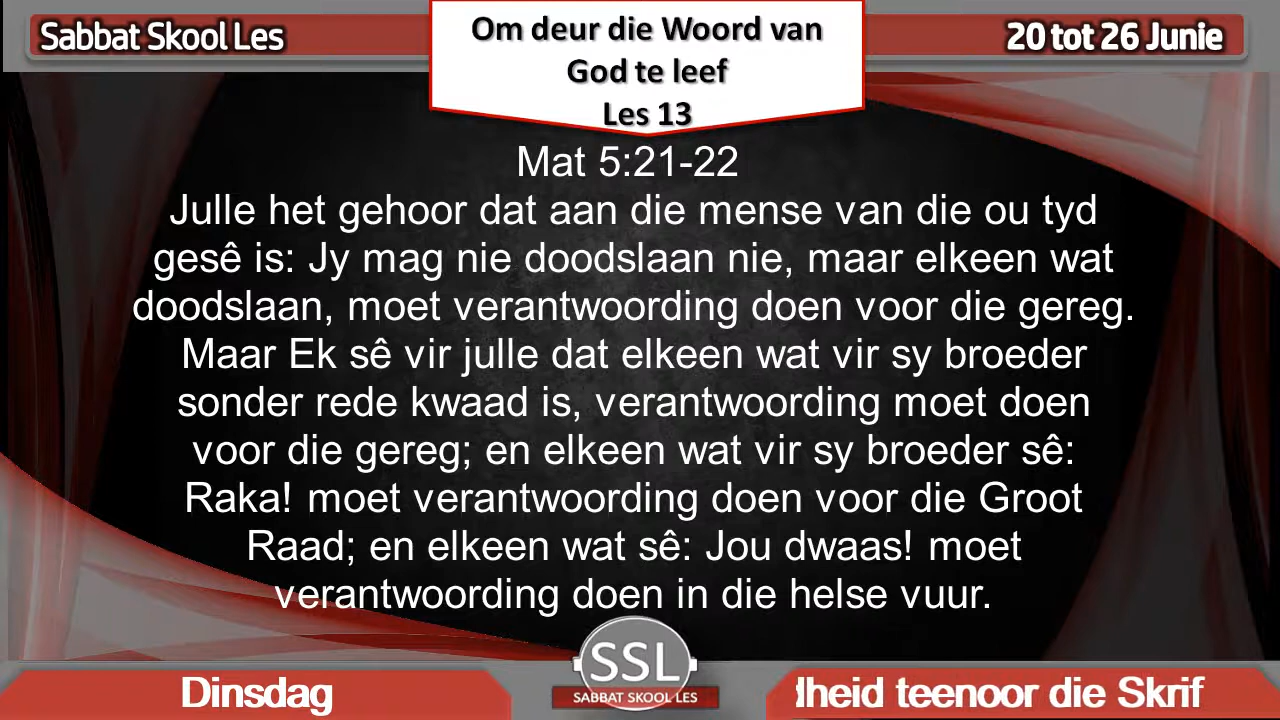 Sabbat Skool Les
Om deur die Woord van
God te leef
Les 13
20 tot 26 Junie
Mat 5:21-22
Julle het gehoor dat aan die mense van die ou tyd
gesê is: Jy mag nie doodslaan nie, maar elkeen wat
doodslaan, moet verantwoording doen voor die gereg.
Maar Ek sê vir julle dat elkeen wat vir sy broeder
sonder rede kwaad is, verantwoording moet doen
voor die gereg; en elkeen wat vir sy broeder sê:
Raka! moet verantwoording doen voor die Groot
Raad; en elkeen wat sê: Jou dwaas! moet
verantwoording doen in die helse vuur.
Dinsdag
SSL
SABBAT SKOOL LES
teenoor die Skrif